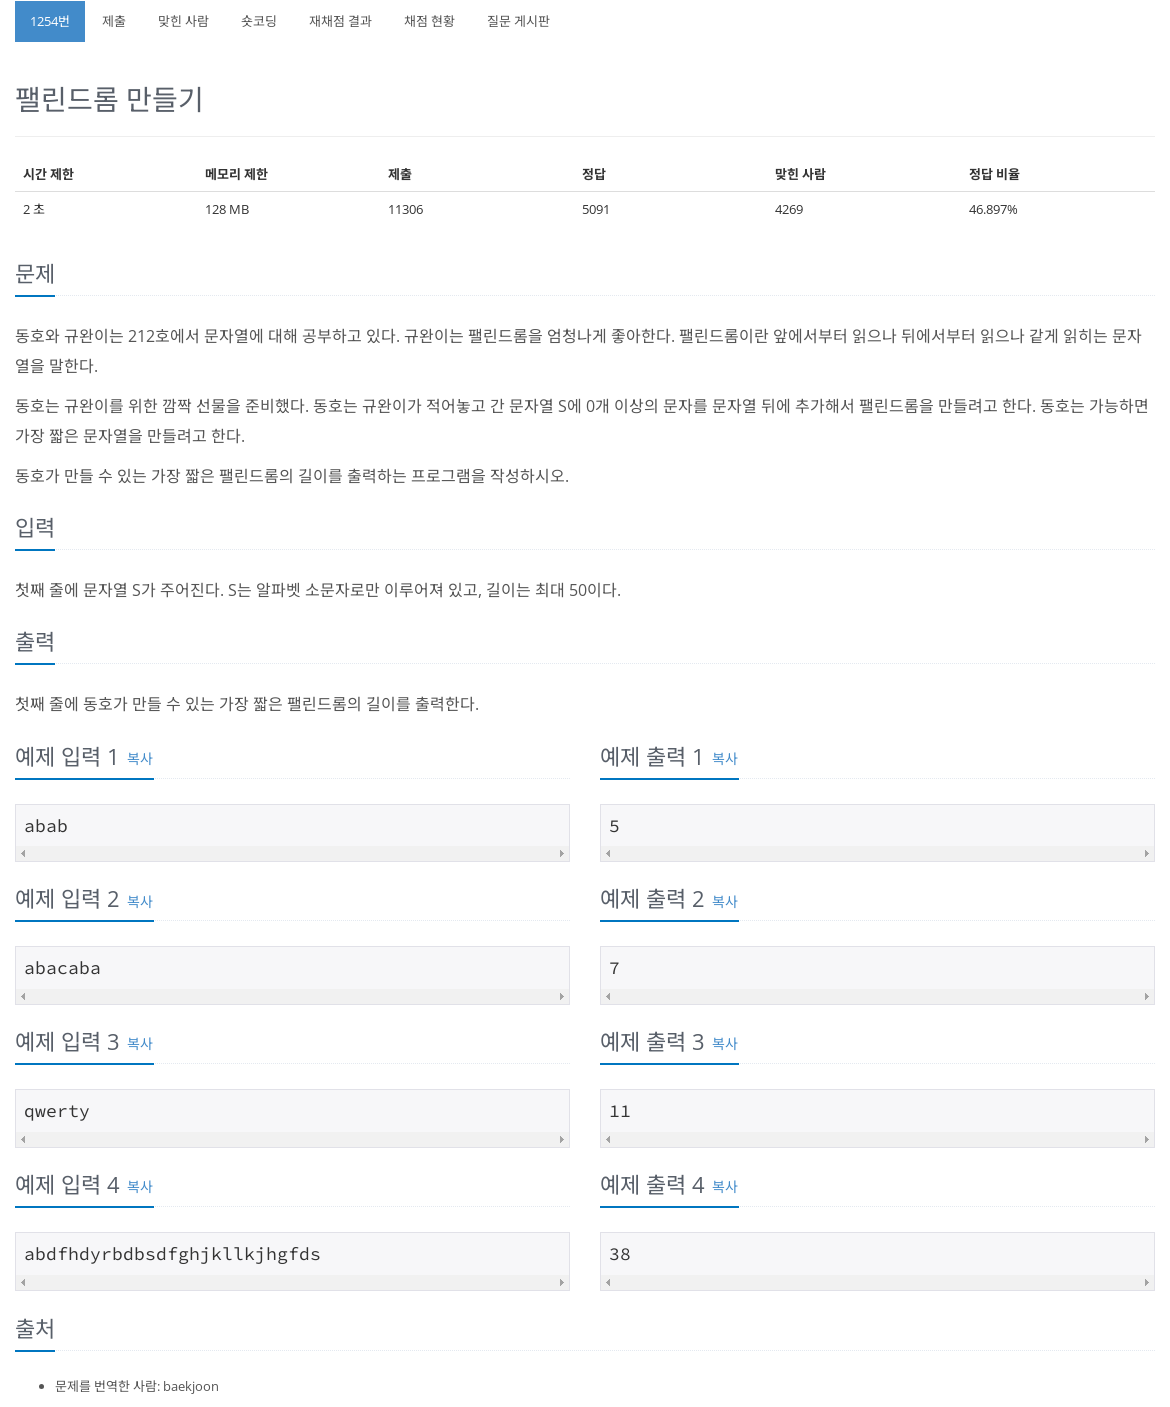 1254번 제출 맞힌 사람 숏코딩 재채점 결과 채점 현황 질문 게시판
팰린드롬 만들기
시간 제한 메모리 제한 제출 정답 맞힌 사람 정답 비율
2 초 128 MB 11306 5091 4269 46.897%
문제
동호와 규완이는 212호에서 문자열에 대해 공부하고 있다. 규완이는 팰린드롬을 엄청나게 좋아한다. 팰린드롬이란 앞에서부터 읽으나 뒤에서부터 읽으나 같게 읽히는 문자
열을 말한다.
동호는 규완이를 위한 깜짝 선물을 준비했다. 동호는 규완이가 적어놓고 간 문자열 S에 0개 이상의 문자를 문자열 뒤에 추가해서 팰린드롬을 만들려고 한다. 동호는 가능하면
가장 짧은 문자열을 만들려고 한다.
동호가 만들 수 있는 가장 짧은 팰린드롬의 길이를 출력하는 프로그램을 작성하시오.
입력
첫째 줄에 문자열 S가 주어진다. S는 알파벳 소문자로만 이루어져 있고, 길이는 최대 50이다.
출력
첫째 줄에 동호가 만들 수 있는 가장 짧은 팰린드롬의 길이를 출력한다.
예제 입력 1 복사
abab
예제 출력 1 복사
5
예제 입력 2 복사
abacaba
예제 출력 2 복사
7
예제 입력 3 복사
qwerty
예제 출력 3 복사
11
예제 입력 4 복사
abdfhdyrbdbsdfghjkllkjhgfds
예제 출력 4 복사
38
출처
문제를 번역한 사람: baekjoon